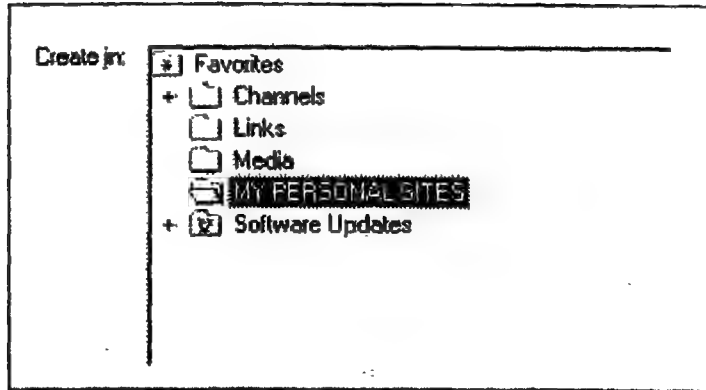 Create in: Favorites
+ Channels
Links
Media
MY PERSONAL SITES
+ Software Updates